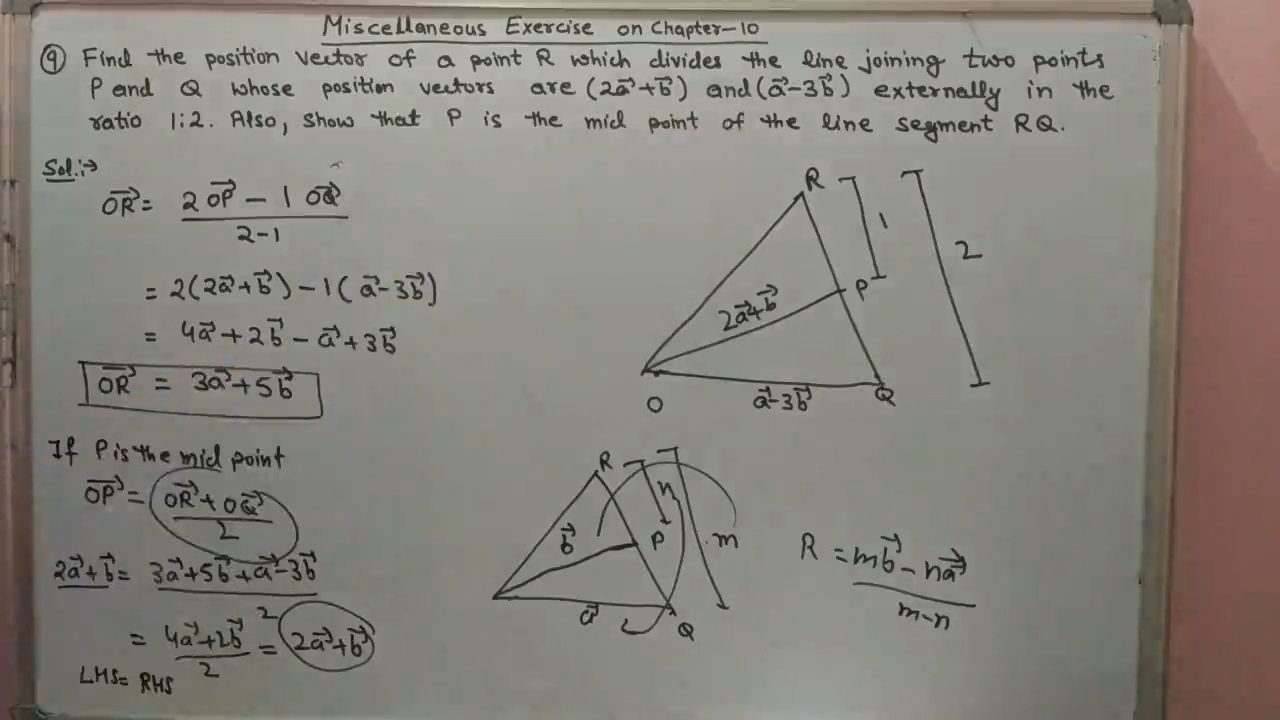 Miscellaneous Exercise on Chapter-10
⑨ Find the position vector of a point R which divides the line joining two points
P and Q whose position vectors are (2a⃗+b⃗) and (a⃗-3b⃗) externally in the
ratio 1:2. Also, show that P is the mid point of the line segment RQ.
Sol:→
OR⃗ = 2 OP⃗ - 1 OQ⃗
2-1
= 2(2a⃗+b⃗) -1(a⃗-3b⃗)
= 4a⃗+2b⃗-a⃗+3b⃗
OR⃗ = 3a⃗+5b⃗
R
1
2
P
2a⃗+b⃗
O
a⃗-3b⃗
Q
If P is the mid point
OP⃗ = OR⃗+OQ⃗
2
2a⃗+b⃗ = 3a⃗+5b⃗+a⃗-3b⃗
2
= 4a⃗+2b⃗ = 2a⃗+b⃗
2
LHS= RHS
R
n
b⃗
P
m
a⃗
Q
R = mb⃗-na⃗
m-n